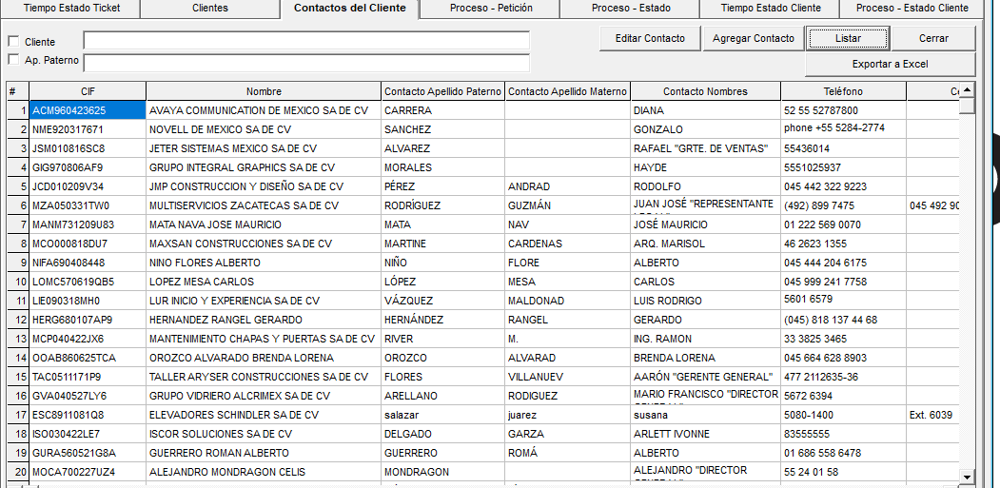 Tiempo Estado Ticket Clientes Contactos del Cliente Proceso - Petición Proceso - Estado Tiempo Estado Cliente Proceso - Estado Cliente
Cliente Editar Contacto Agregar Contacto Listar Cerrar
Ap. Paterno Exportar a Excel
# CIF Nombre Contacto Apellido Paterno Contacto Apellido Materno Contacto Nombres Teléfono
1 ACM960423625 AVAYA COMMUNICATION DE MEXICO SA DE CV CARRERA DIANA 52 55 52787800
2 NME920317671 NOVELL DE MEXICO SA DE CV SANCHEZ GONZALO phone +55 5284-2774
3 JSM010816SC8 JETER SISTEMAS MEXICO SA DE CV ALVAREZ RAFAEL "GRTE. DE VENTAS" 55436014
4 GIG970806AF9 GRUPO INTEGRAL GRAPHICS SA DE CV MORALES HAYDE 5551025937
5 JCD010209V34 JMP CONSTRUCCION Y DISEÑO SA DE CV PÉREZ ANDRAD RODOLFO 045 442 322 9223
6 MZA050331TW0 MULTISERVICIOS ZACATECAS SA DE CV RODRÍGUEZ GUZMÁN JUAN JOSÉ "REPRESENTANTE (492) 899 7475 045 492 90
7 MANM731209U83 MATA NAVA JOSE MAURICIO MATA NAV JOSÉ MAURICIO 01 222 569 0070
8 MCO000818DU7 MAXSAN CONSTRUCCIONES SA DE CV MARTINE CARDENAS ARQ. MARISOL 46 2623 1355
9 NIFA690408448 NINO FLORES ALBERTO NIÑO FLORE ALBERTO 045 444 204 6175
10 LOMC570619QB5 LOPEZ MESA CARLOS LÓPEZ MESA CARLOS 045 999 241 7758
11 LIE090318MH0 LUR INICIO Y EXPERIENCIA SA DE CV VÁZQUEZ MALDONAD LUIS RODRIGO 5601 6579
12 HERG680107AP9 HERNANDEZ RANGEL GERARDO HERNÁNDEZ RANGEL GERARDO (045) 818 137 44 68
13 MCP040422JX6 MANTENIMIENTO CHAPAS Y PUERTAS SA DE CV RIVER M. ING. RAMON 33 3825 3465
14 OOAB860625TCA OROZCO ALVARADO BRENDA LORENA OROZCO ALVARAD BRENDA LORENA 045 664 628 8903
15 TAC0511171P9 TALLER ARYSER CONSTRUCCIONES SA DE CV FLORES VILLANUEV AARÓN "GERENTE GENERAL" 477 2112635-36
16 GVA040527LY6 GRUPO VIDRIERO ALCRIMEX SA DE CV ARELLANO RODIGUEZ MARIO FRANCISCO "DIRECTOR 5672 6394
17 ESC8911081Q8 ELEVADORES SCHINDLER SA DE CV salazar juarez susana 5080-1400 Ext. 6039
18 ISO030422LE7 ISCOR SOLUCIONES SA DE CV DELGADO GARZA ARLETT IVONNE 83555555
19 GURA560521G8A GUERRERO ROMAN ALBERTO GUERRERO ROMÁ ALBERTO 01 686 558 6478
20 MOCA700227UZ4 ALEJANDRO MONDRAGON CELIS MONDRAGON ALEJANDRO "DIRECTOR 55 24 01 58